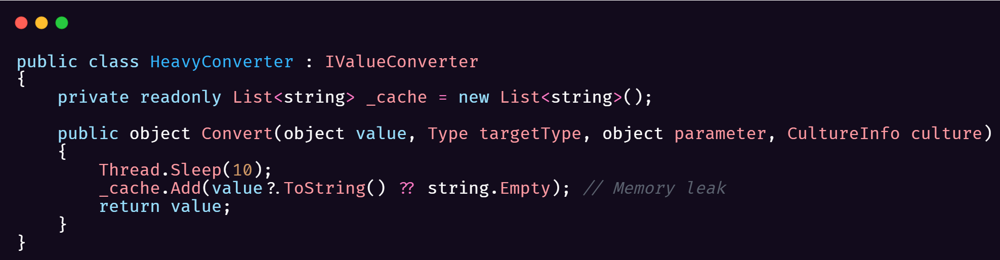 public class HeavyConverter : IValueConverter
{
    private readonly List<string> _cache = new List<string>();

    public object Convert(object value, Type targetType, object parameter, CultureInfo culture)
    {
        Thread.Sleep(10);
        _cache.Add(value?.ToString() ?? string.Empty); // Memory leak
        return value;
    }
}